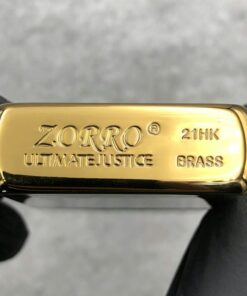 ZORRO® 21HK
ULTIMATEJUSTICE BRASS